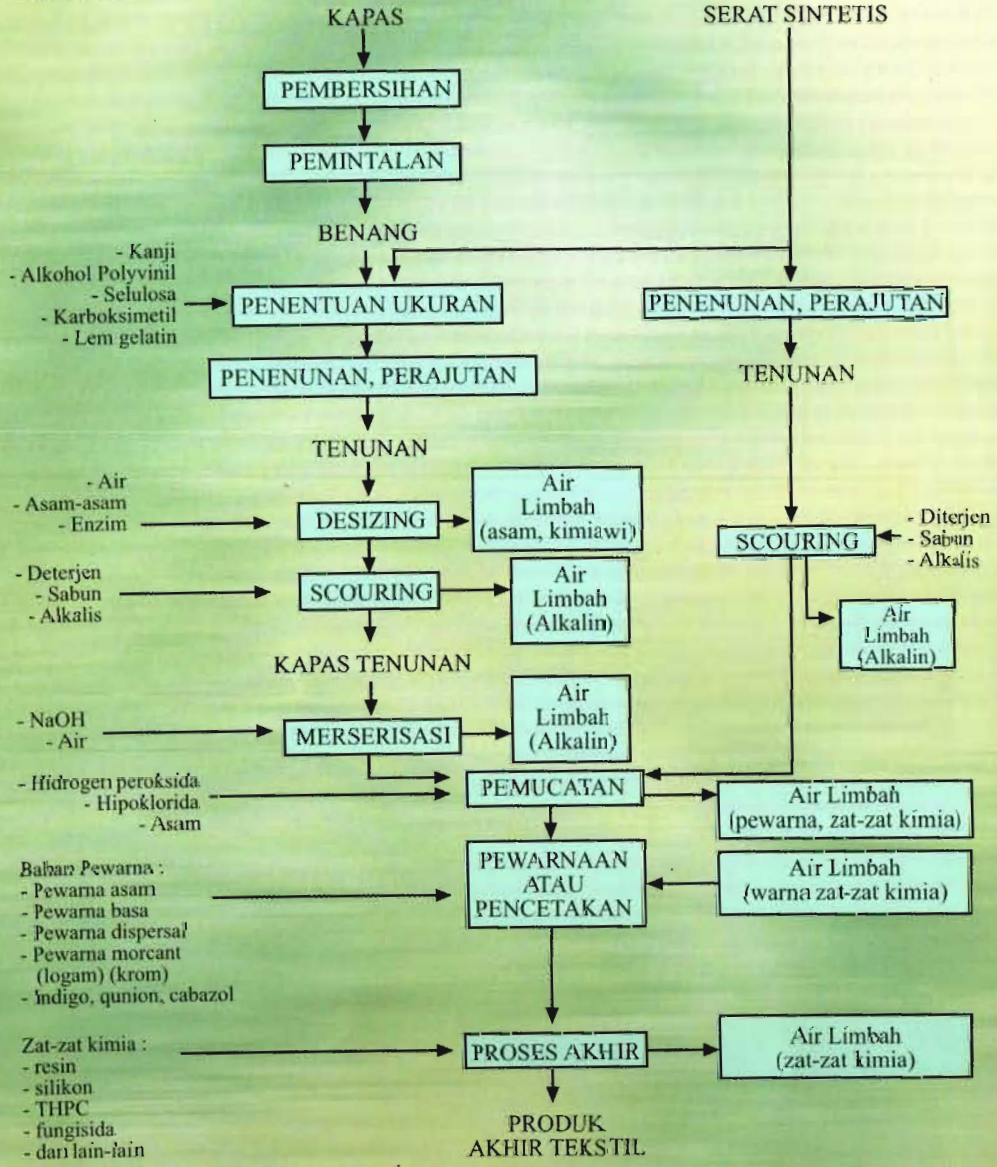 KAPAS
SERAT SINTETIS
PEMBERSIHAN
PEMINTALAN
BENANG
- Kanji
- Alkohol Polyvinil
- Selulosa
- Karboksimetil
- Lem gelatin
PENENTUAN UKURAN
PENENUNAN, PERAJUTAN
PENENUNAN, PERAJUTAN
TENUNAN
TENUNAN
- Air
- Asam-asam
- Enzim
DESIZING
Air
Limbah
(asam, kimiawi)
SCOURING
- Diterjen
- Sabun
- Alkalis
- Deterjen
- Sabun
- Alkalis
SCOURING
Air
Limbah
(Alkalin)
Air
Limbah
(Alkalin)
KAPAS TENUNAN
- NaOH
- Air
MERSERISASI
Air
Limbah
(Alkalin)
- Hidrogen peroksida
- Hipoklorida
- Asam
PEMUCATAN
Air Limbah
(pewarna, zat-zat kimia)
Bahan Pewarna :
- Pewarna asam
- Pewarna basa
- Pewarna dispersal
- Pewarna morcant
(logam) (krom)
- Indigo, qunion, cabazol
PEWARNAAN
ATAU
PENCETAKAN
Air Limbah
(warna zat-zat kimia)
Zat-zat kimia :
- resin
- silikon
- THPC
- fungisida
- dan lain-lain
PROSES AKHIR
Air Limbah
(zat-zat kimia)
PRODUK
AKHIR TEKSTIL